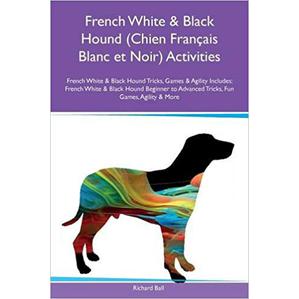 French White & Black
Hound (Chien Français
Blanc et Noir) Activities
French White & Black Hound Tricks, Games & Agility Includes:
French White & Black Hound Beginner to Advanced Tricks, Fun
Games, Agility & More
Richard Ball